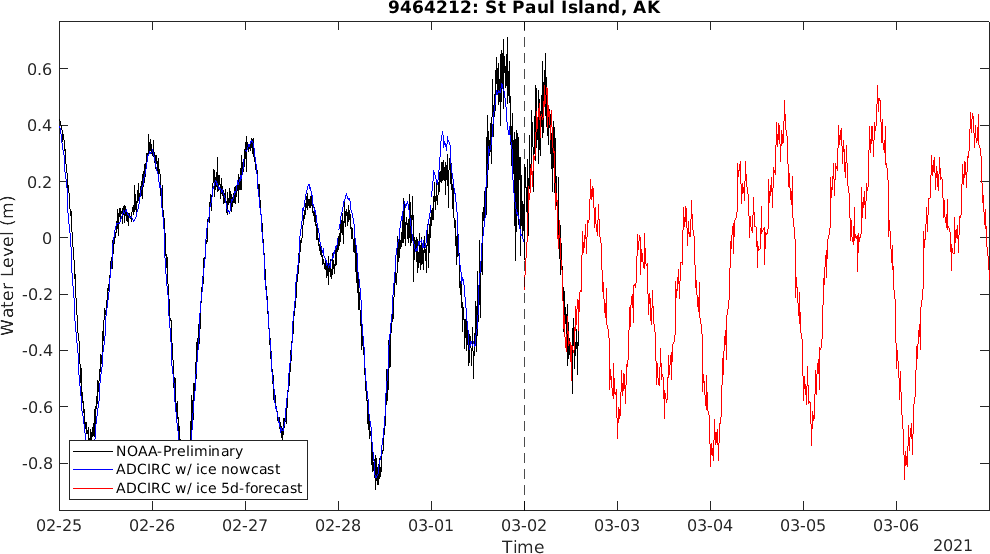 9464212: St Paul Island, AK
Water Level (m)
0.6
0.4
0.2
0
-0.2
-0.4
-0.6
-0.8
NOAA-Preliminary
ADCIRC w/ ice nowcast
ADCIRC w/ ice 5d-forecast
02-25 02-26 02-27 02-28 03-01 03-02 03-03 03-04 03-05 03-06
Time
2021